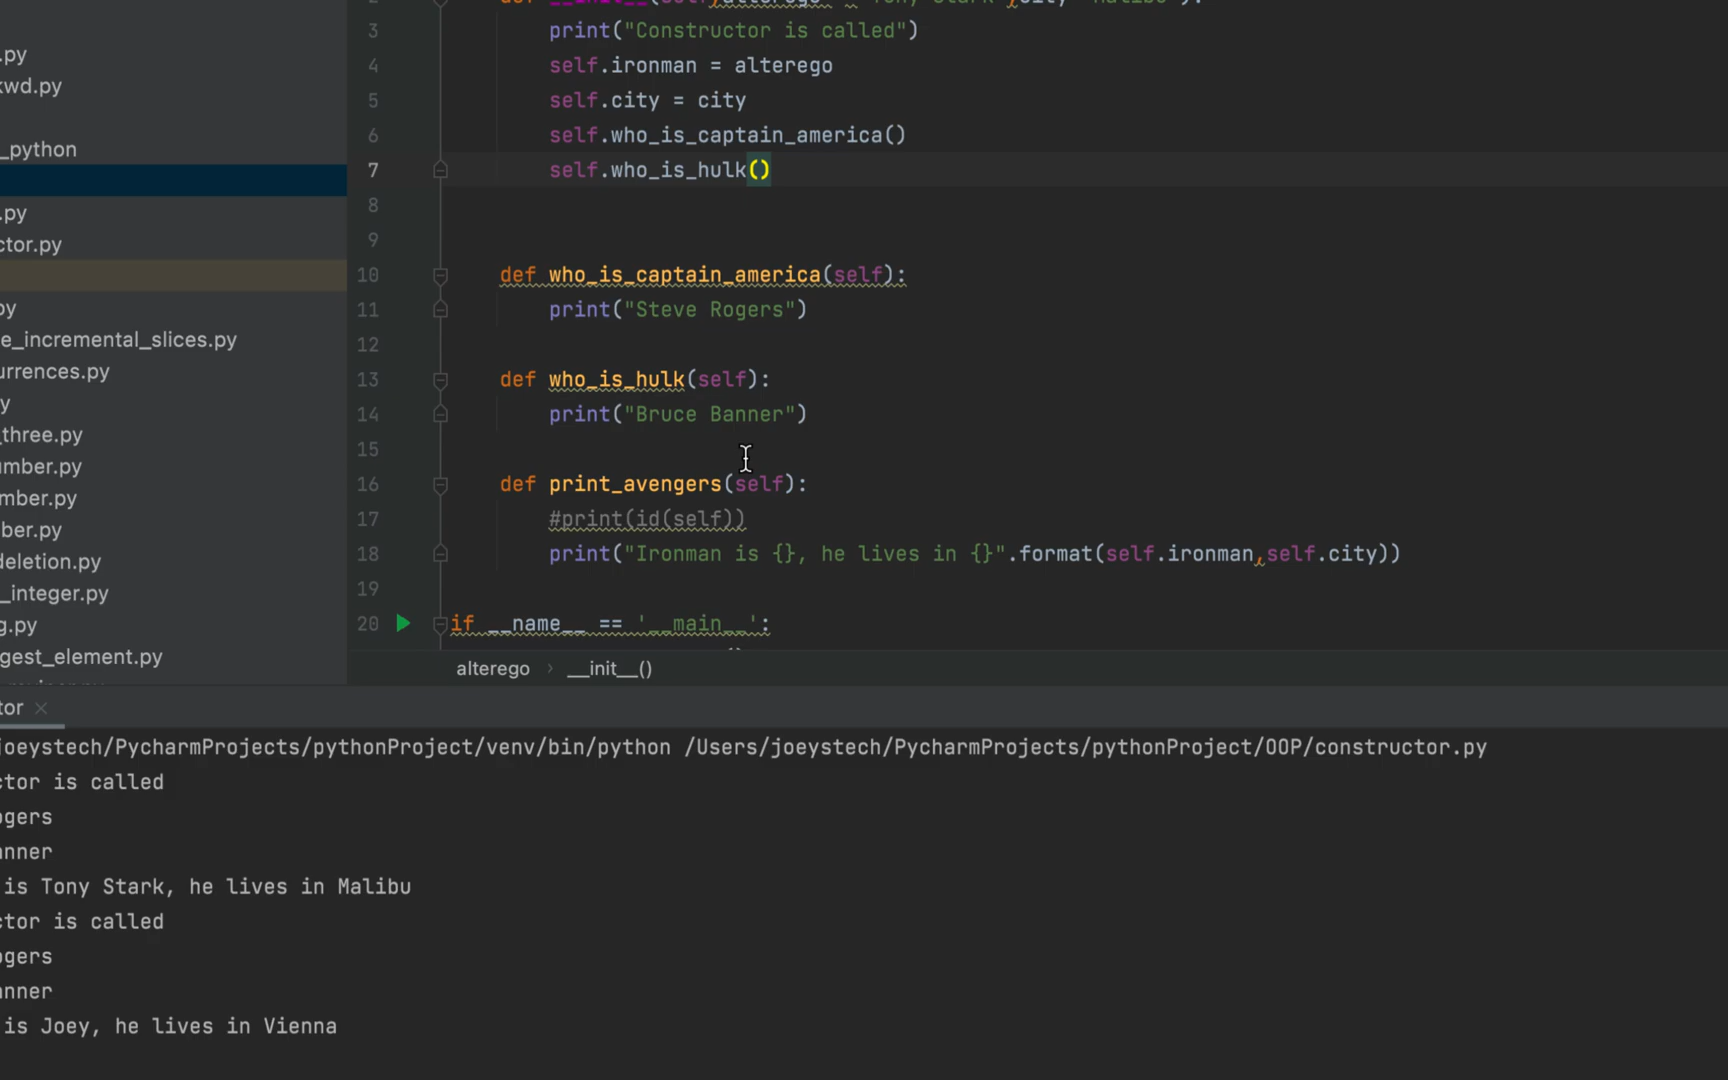 .py
kwd.py
_python
.py
ctor.py
py
e_incremental_slices.py
urrences.py
y
_three.py
umber.py
mber.py
ber.py
deletion.py
_integer.py
g.py
gest_element.py
3 print("Constructor is called")
4 self.ironman = alterego
5 self.city = city
6 self.who_is_captain_america()
7 self.who_is_hulk()
8
9
10 def who_is_captain_america(self):
11 print("Steve Rogers")
12
13 def who_is_hulk(self):
14 print("Bruce Banner")
15
16 def print_avengers(self):
17 #print(id(self))
18 print("Ironman is {}, he lives in {}".format(self.ironman,self.city))
19
20 if __name__ == '__main__':
alterego › __init__()
tor ×
joeystech/PycharmProjects/pythonProject/venv/bin/python /Users/joeystech/PycharmProjects/pythonProject/OOP/constructor.py
ctor is called
ogers
anner
is Tony Stark, he lives in Malibu
ctor is called
ogers
anner
is Joey, he lives in Vienna